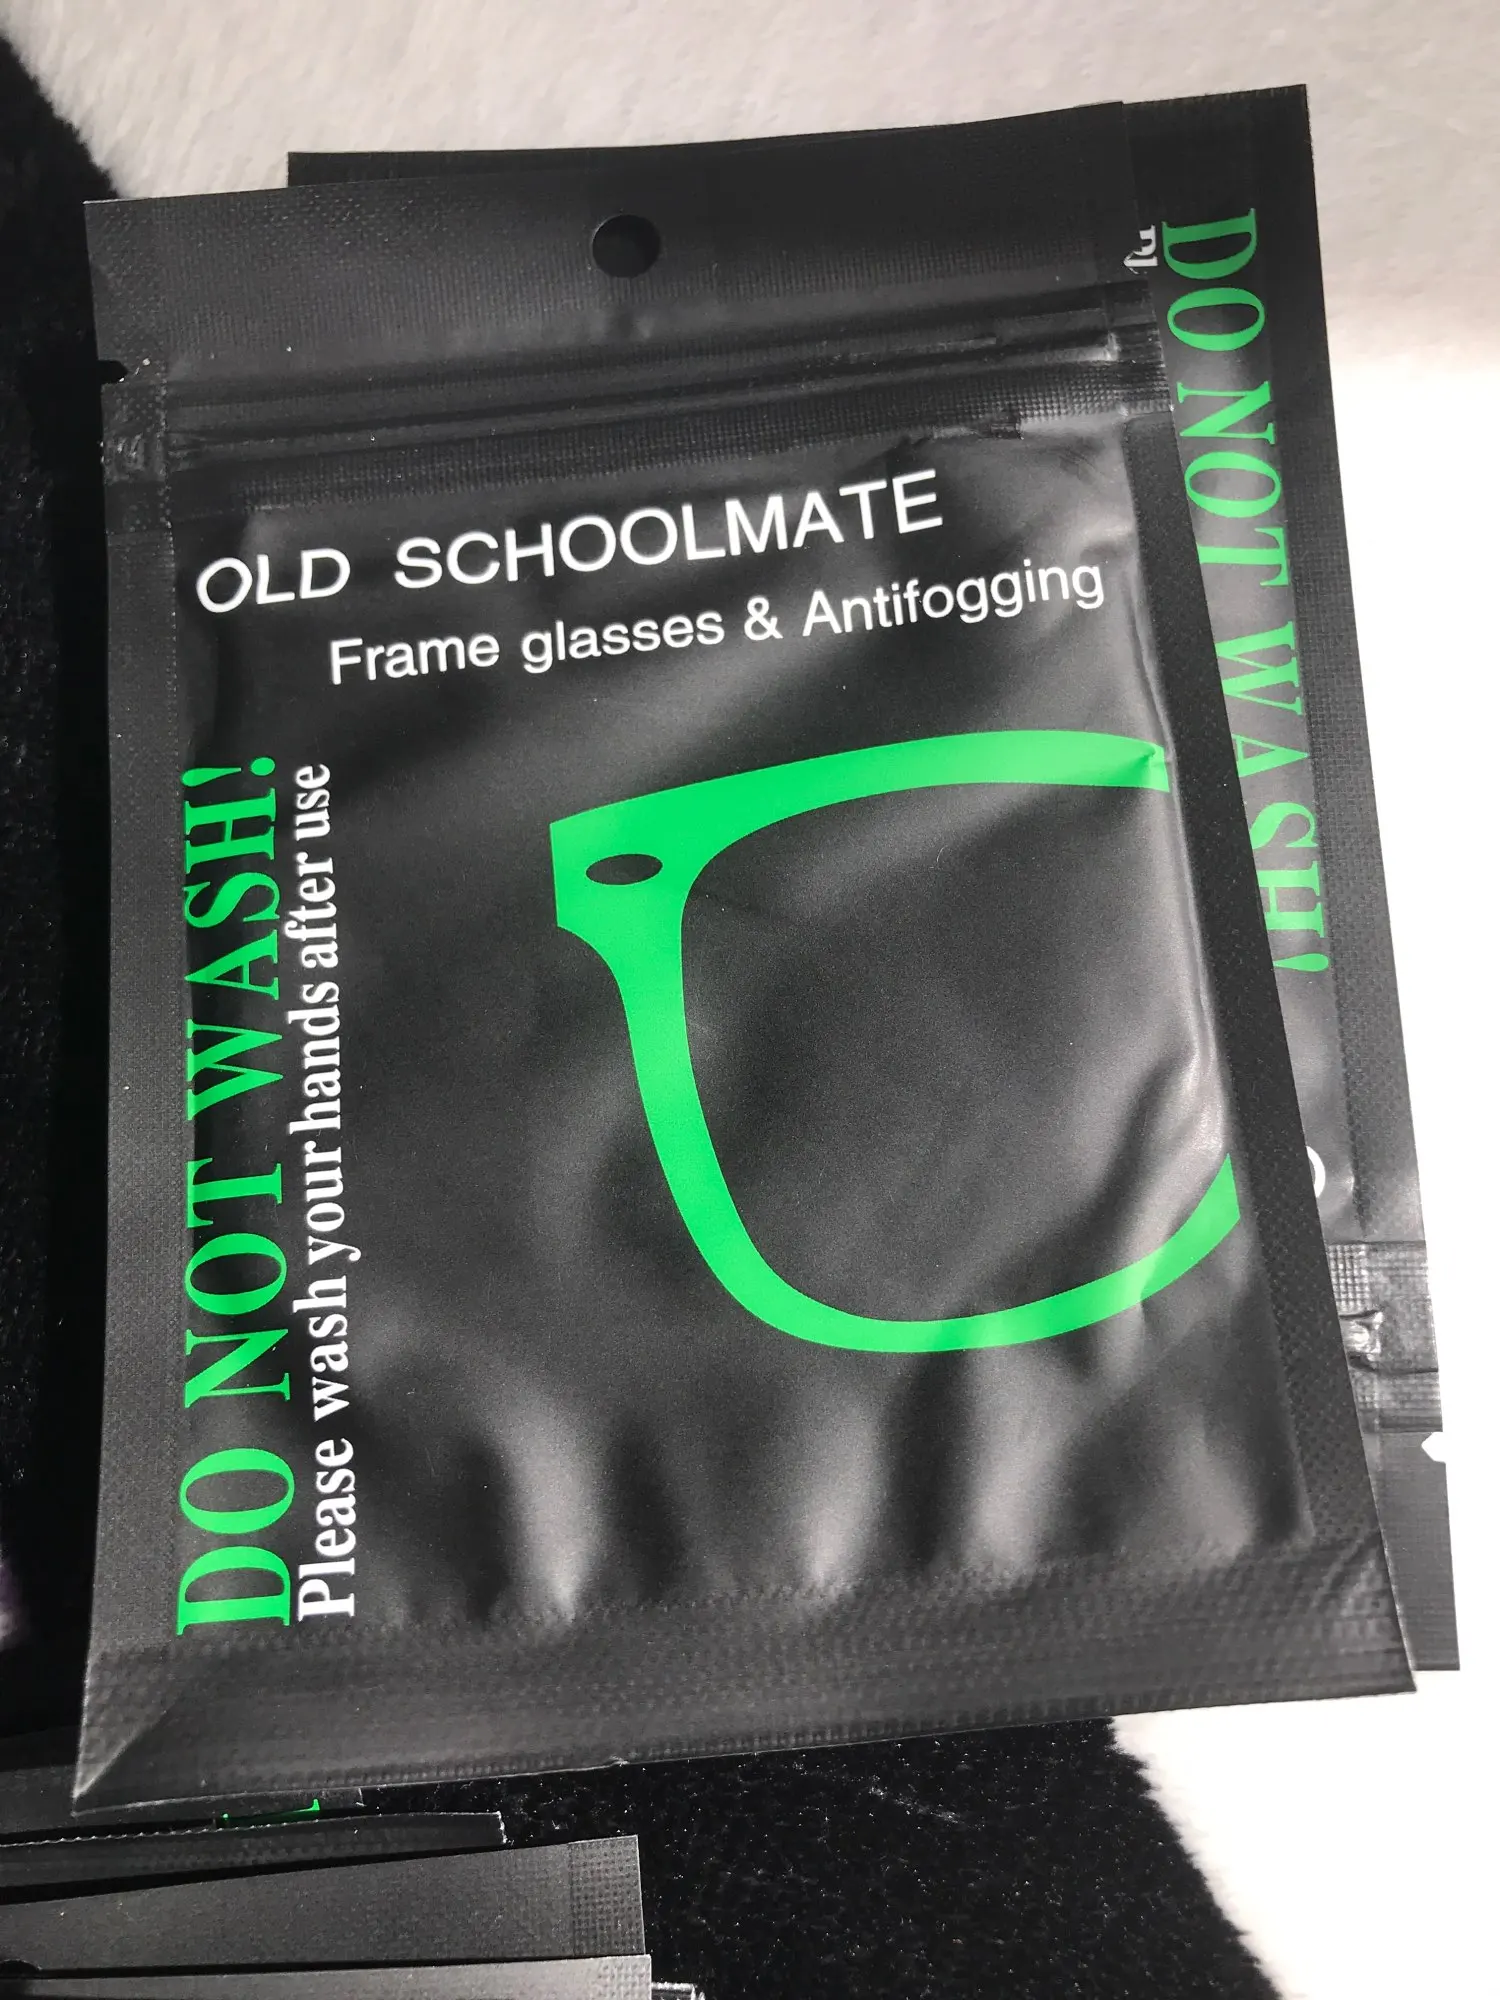 OLD SCHOOLMATE
Frame glasses & Antifogging
DO NOT WASH!
Please wash your hands after use
DO NOT WASH!